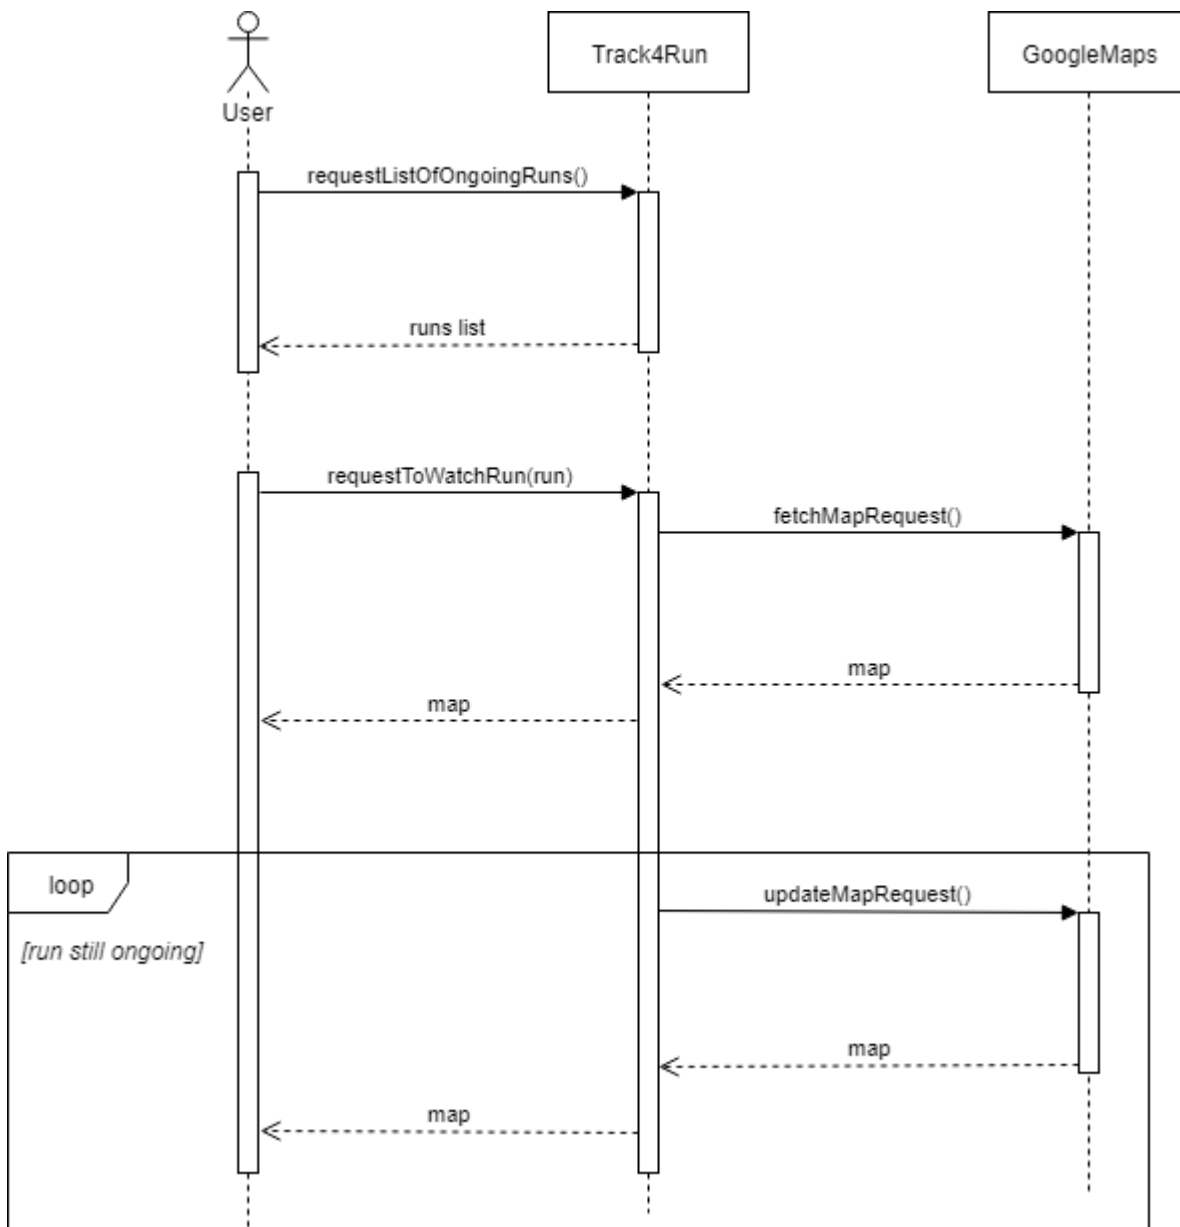 Track4Run
GoogleMaps
User
requestListOfOngoingRuns()
runs list
requestToWatchRun(run)
fetchMapRequest()
map
map
loop
updateMapRequest()
[run still ongoing]
map
map